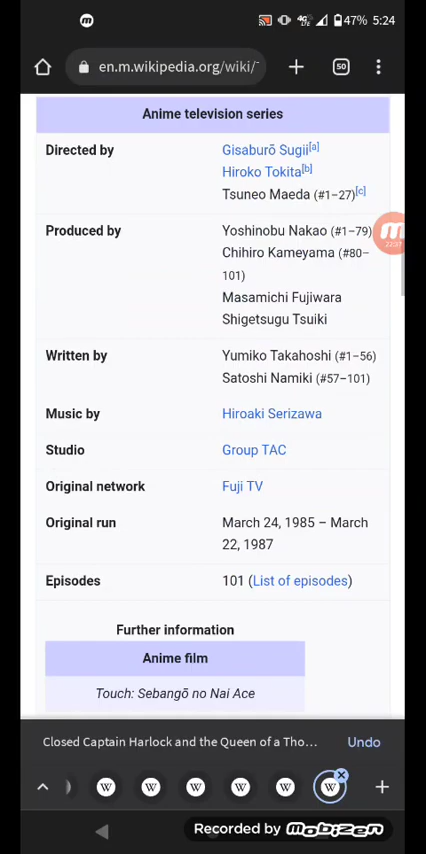 47% 5:24
en.m.wikipedia.org/wiki/
50
Anime television series
Directed by
Gisaburō Sugii[a]
Hiroko Tokita[b]
Tsuneo Maeda (#1–27)[c]
Produced by
Yoshinobu Nakao (#1–79)
Chihiro Kameyama (#80–
101)
Masamichi Fujiwara
Shigetsugu Tsuiki
Written by
Yumiko Takahoshi (#1–56)
Satoshi Namiki (#57–101)
Music by
Hiroaki Serizawa
Studio
Group TAC
Original network
Fuji TV
Original run
March 24, 1985 – March
22, 1987
Episodes
101 (List of episodes)
Further information
Anime film
Touch: Sebangō no Nai Ace
Closed Captain Harlock and the Queen of a Tho...
Undo
W W W W W W
Recorded by mobizen